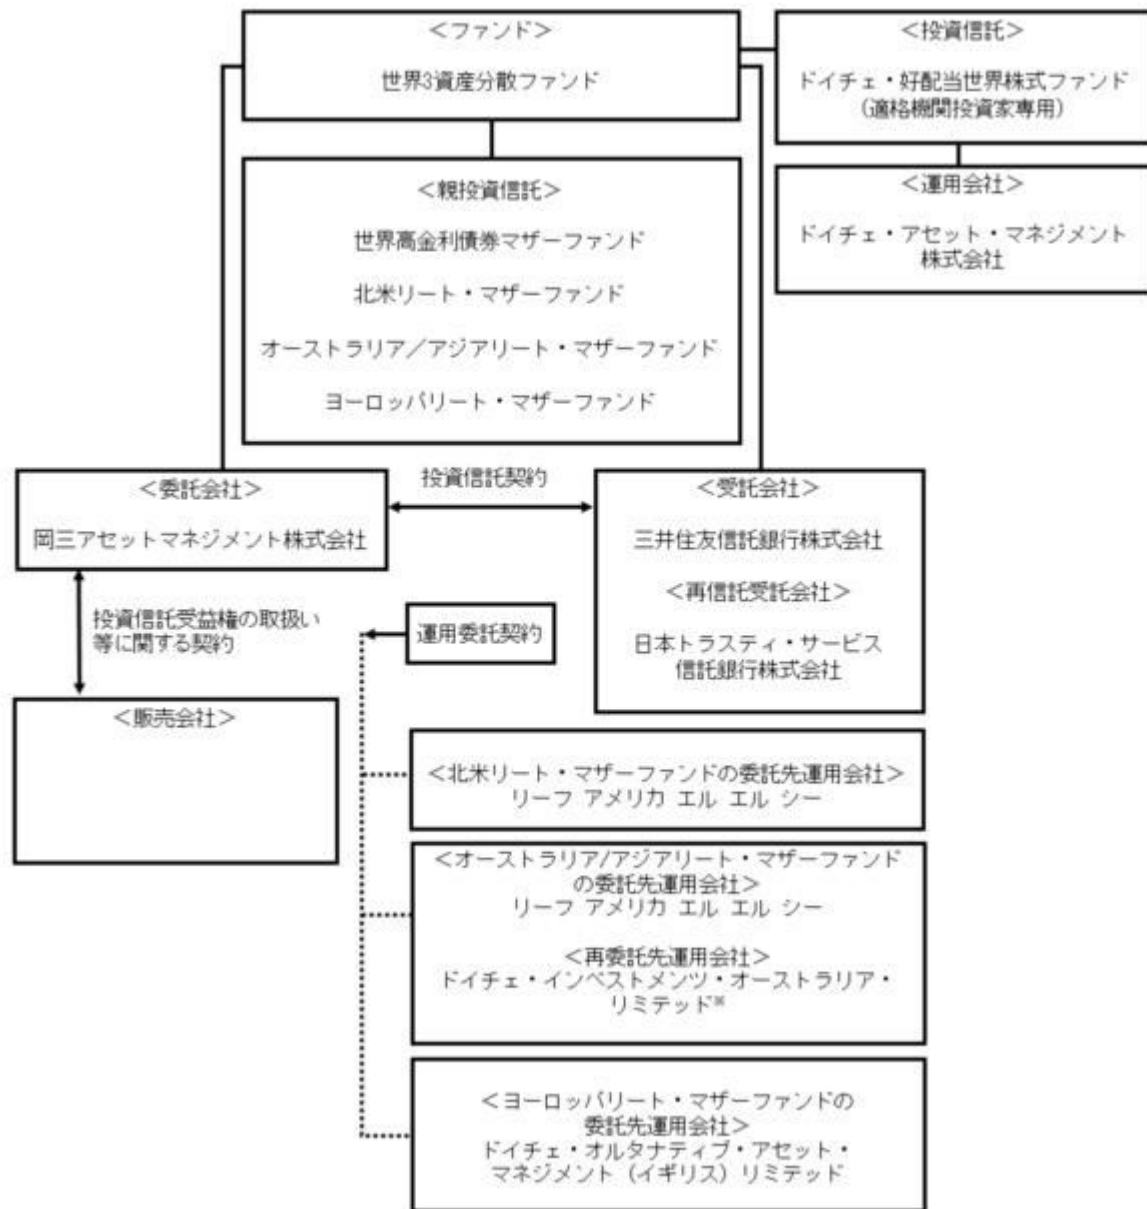 ＜ファンド＞
世界3資産分散ファンド
＜投資信託＞
ドイチェ・好配当世界株式ファンド
(適格機関投資家専用)
＜運用会社＞
ドイチェ・アセット・マネジメント
株式会社
＜親投資信託＞
世界高金利債券マザーファンド
北米リート・マザーファンド
オーストラリア／アジアリート・マザーファンド
ヨーロッパリート・マザーファンド
＜委託会社＞
岡三アセットマネジメント株式会社
投資信託契約
＜受託会社＞
三井住友信託銀行株式会社
＜再信託受託会社＞
日本トラスティ・サービス
信託銀行株式会社
投資信託受益権の取扱い
等に関する契約
運用委託契約
＜販売会社＞
＜北米リート・マザーファンドの委託先運用会社＞
リーフ アメリカ エル エル シー
＜オーストラリア/アジアリート・マザーファンド
の委託先運用会社＞
リーフ アメリカ エル エル シー
＜再委託先運用会社＞
ドイチェ・インベストメンツ・オーストラリア・
リミテッド※
＜ヨーロッパリート・マザーファンドの
委託先運用会社＞
ドイチェ・オルタナティブ・アセット・
マネジメント（イギリス）リミテッド